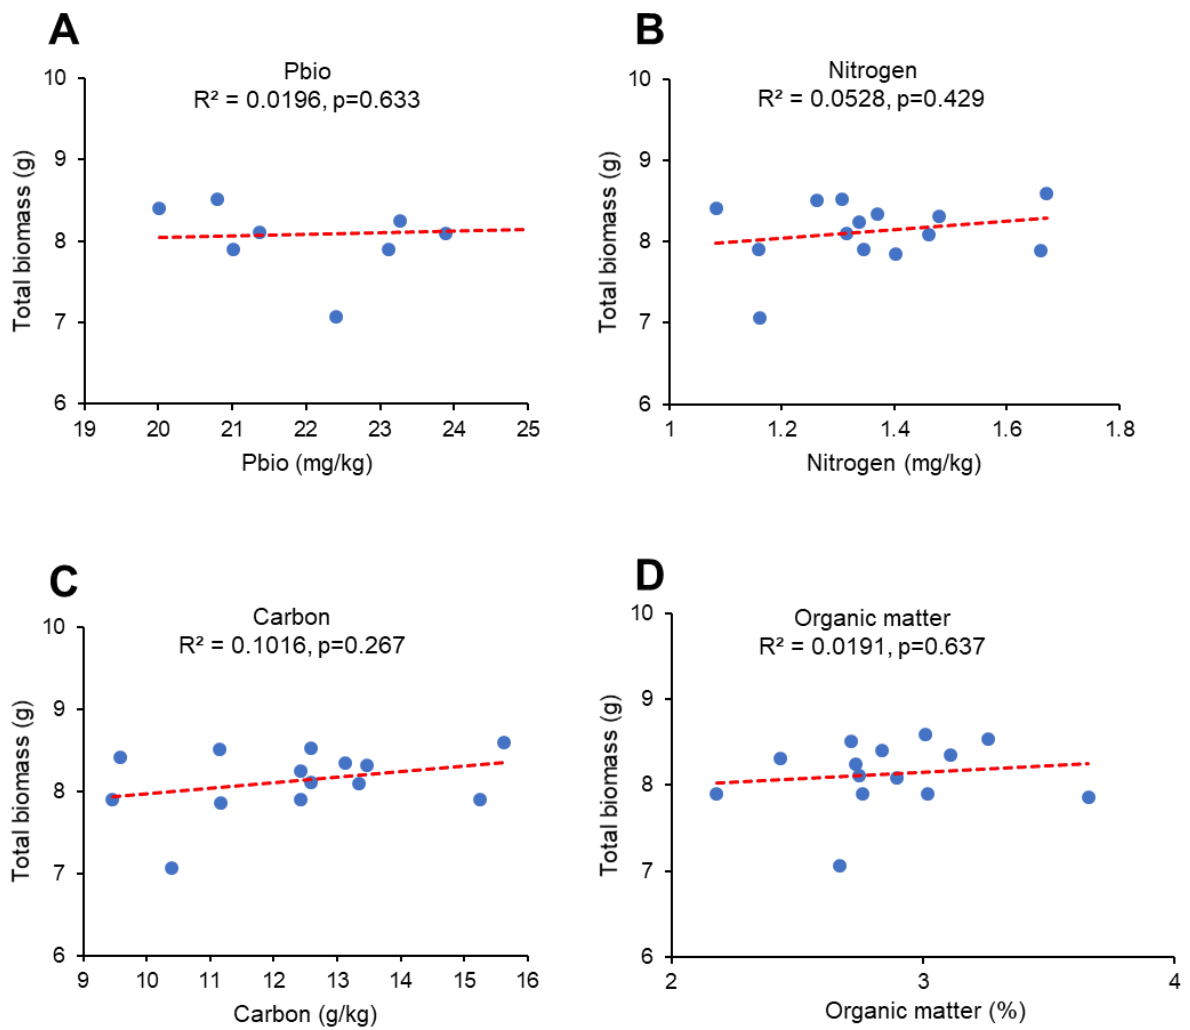 A
Pbio
R² = 0.0196, p=0.633
10
9
8
7
6
Total biomass (g)
19 20 21 22 23 24 25
Pbio (mg/kg)
B
Nitrogen
R² = 0.0528, p=0.429
10
9
8
7
6
Total biomass (g)
1 1.2 1.4 1.6 1.8
Nitrogen (mg/kg)
C
Carbon
R² = 0.1016, p=0.267
10
9
8
7
6
Total biomass (g)
9 10 11 12 13 14 15 16
Carbon (g/kg)
D
Organic matter
R² = 0.0191, p=0.637
10
9
8
7
6
Total biomass (g)
2 3 4
Organic matter (%)